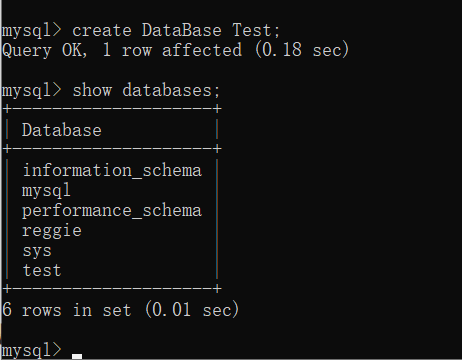 mysql> create DataBase Test;
Query OK, 1 row affected (0.18 sec)
mysql> show databases;
+--------------------+
| Database           |
+--------------------+
| information_schema |
| mysql              |
| performance_schema |
| reggie             |
| sys                |
| test               |
+--------------------+
6 rows in set (0.01 sec)
mysql>